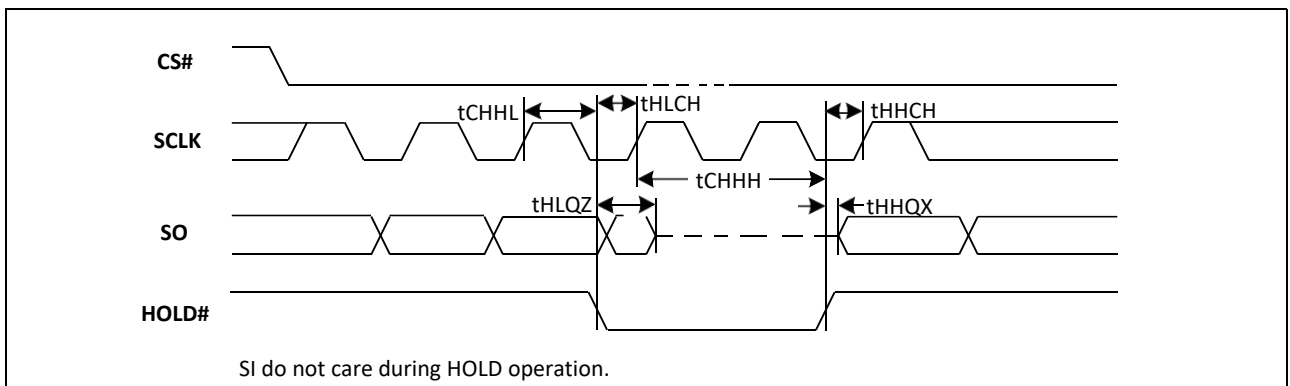 CS#
tCHHL
tHLCH
tHHCH
SCLK
tCHHH
tHLQZ
tHHQX
SO
HOLD#
SI do not care during HOLD operation.